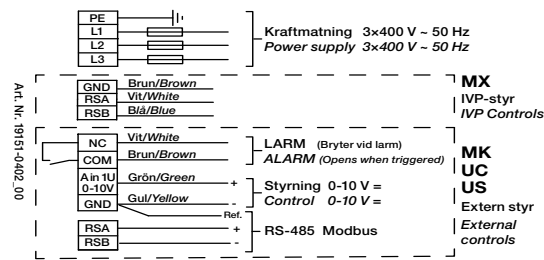 PE
L1
L2
L3
Kraftmatning 3×400 V ~ 50 Hz
Power supply 3×400 V ~ 50 Hz
GND Brun/Brown
RSA Vit/White
RSB Blå/Blue
MX
IVP-styr
IVP Controls
Art. Nr. 19151-0402_00
NC Vit/White
COM Brun/Brown
LARM (Bryter vid larm)
ALARM (Opens when triggered)
A in 1U
0-10V
Grön/Green +
GND Gul/Yellow -
Styrning 0-10 V =
Control 0-10 V =
Ref.
RSA +
RSB -
RS-485 Modbus
MK
UC
US
Extern styr
External
controls